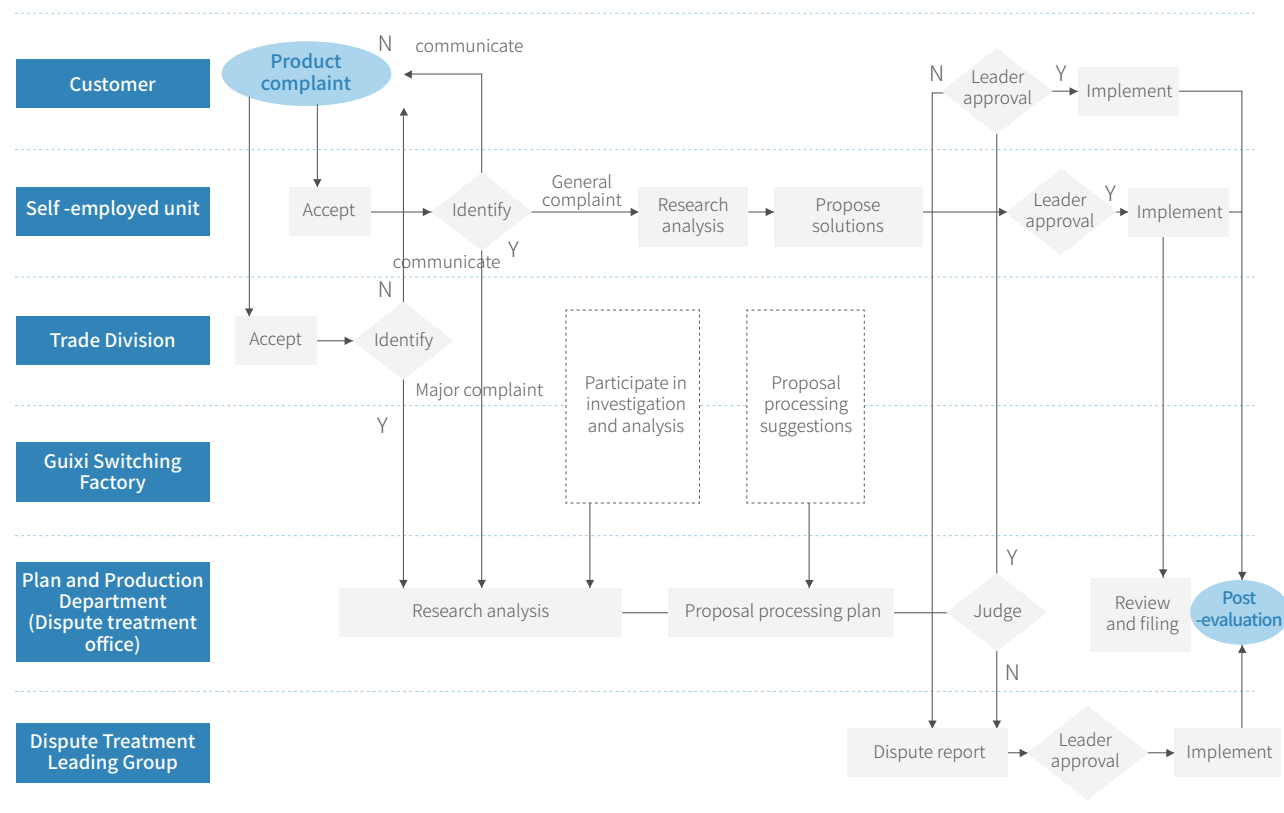 N
communicate
Product
complaint
Customer
N
Leader
approval
Y
Implement
Self -employed unit
Accept
Identify
General
complaint
Research
analysis
Propose
solutions
Leader
approval
Y
Implement
Y
communicate
N
Trade Division
Accept
Identify
Major complaint
Y
Participate in
investigation
and analysis
Proposal
processing
suggestions
Guixi Switching
Factory
Plan and Production
Department
(Dispute treatment
office)
Research analysis
Proposal processing plan
Y
Judge
N
Review
and filing
Post
-evaluation
Dispute Treatment
Leading Group
Dispute report
Leader
approval
Implement